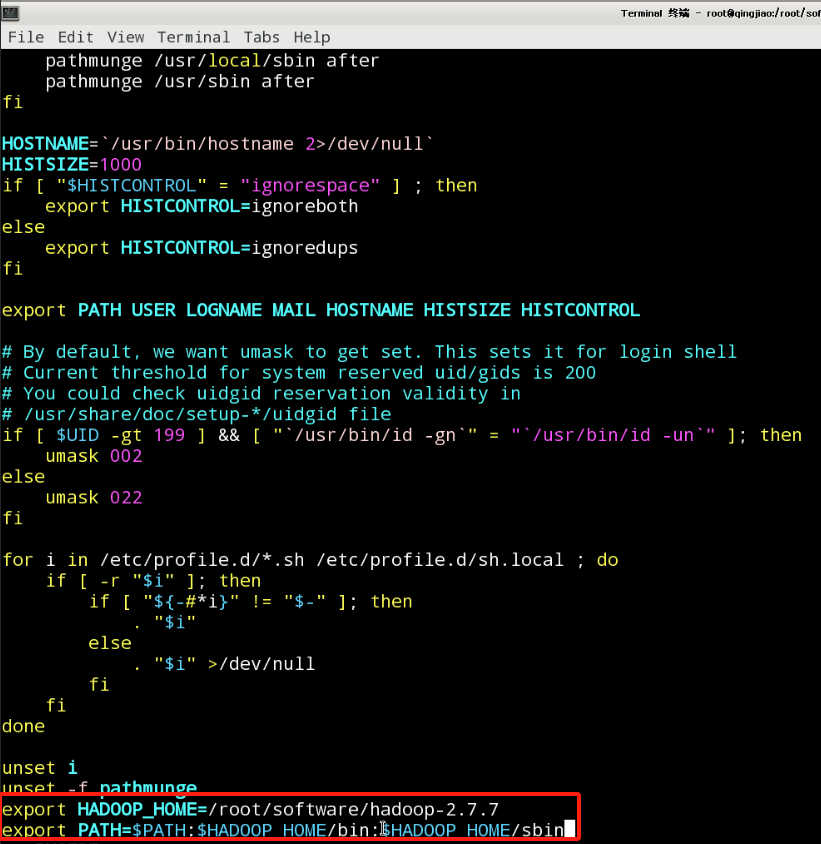 Terminal 终端 - root@qingjiao:/root/sof
File Edit View Terminal Tabs Help
    pathmunge /usr/local/sbin after
    pathmunge /usr/sbin after
fi

HOSTNAME=`/usr/bin/hostname 2>/dev/null`
HISTSIZE=1000
if [ "$HISTCONTROL" = "ignorespace" ] ; then
    export HISTCONTROL=ignoreboth
else
    export HISTCONTROL=ignoredups
fi

export PATH USER LOGNAME MAIL HOSTNAME HISTSIZE HISTCONTROL

# By default, we want umask to get set. This sets it for login shell
# Current threshold for system reserved uid/gids is 200
# You could check uidgid reservation validity in
# /usr/share/doc/setup-*/uidgid file
if [ $UID -gt 199 ] && [ "`/usr/bin/id -gn`" = "`/usr/bin/id -un`" ]; then
    umask 002
else
    umask 022
fi

for i in /etc/profile.d/*.sh /etc/profile.d/sh.local ; do
    if [ -r "$i" ]; then
        if [ "${-#*i}" != "$-" ]; then
            . "$i"
        else
            . "$i" >/dev/null
        fi
    fi
done

unset i
unset -f pathmunge
export HADOOP_HOME=/root/software/hadoop-2.7.7
export PATH=$PATH:$HADOOP_HOME/bin:$HADOOP_HOME/sbin